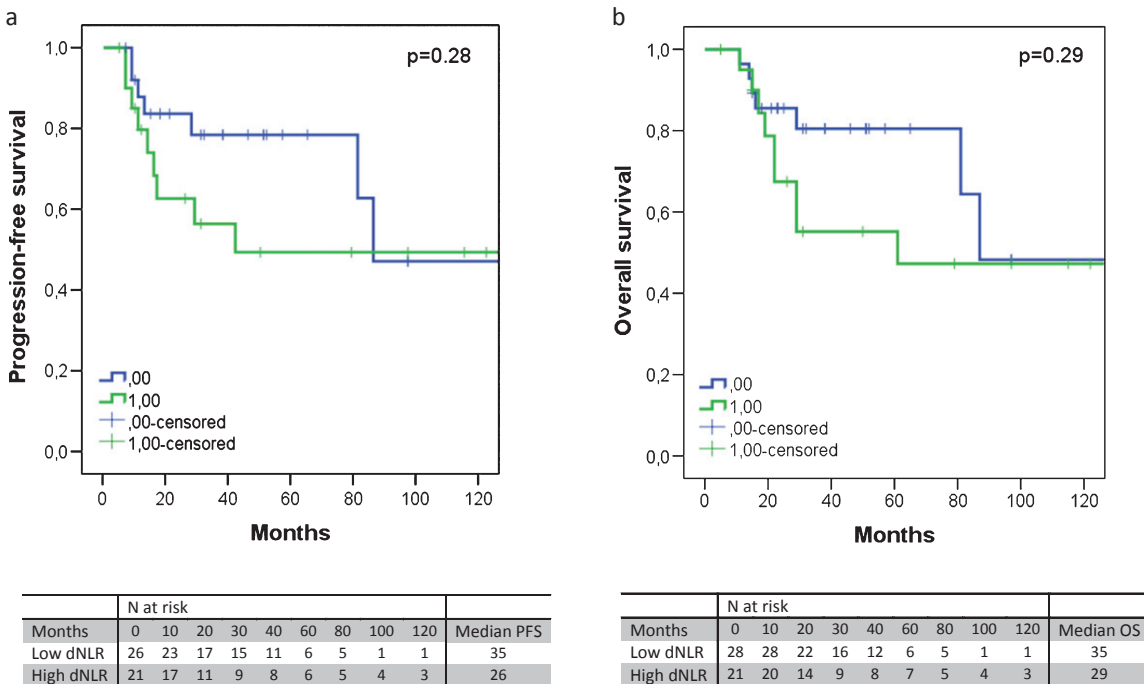 a
p=0.28
Progression-free survival
1,0
0,8
0,6
0,4
0,2
0,0
,00
1,00
,00-censored
1,00-censored
0 20 40 60 80 100 120
Months
N at risk
Months 0 10 20 30 40 60 80 100 120 Median PFS
Low dNLR 26 23 17 15 11 6 5 1 1 35
High dNLR 21 17 11 9 8 6 5 4 3 26
b
p=0.29
Overall survival
1,0
0,8
0,6
0,4
0,2
0,0
,00
1,00
,00-censored
1,00-censored
0 20 40 60 80 100 120
Months
N at risk
Months 0 10 20 30 40 60 80 100 120 Median OS
Low dNLR 28 28 22 16 12 6 5 1 1 35
High dNLR 21 20 14 9 8 7 5 4 3 29